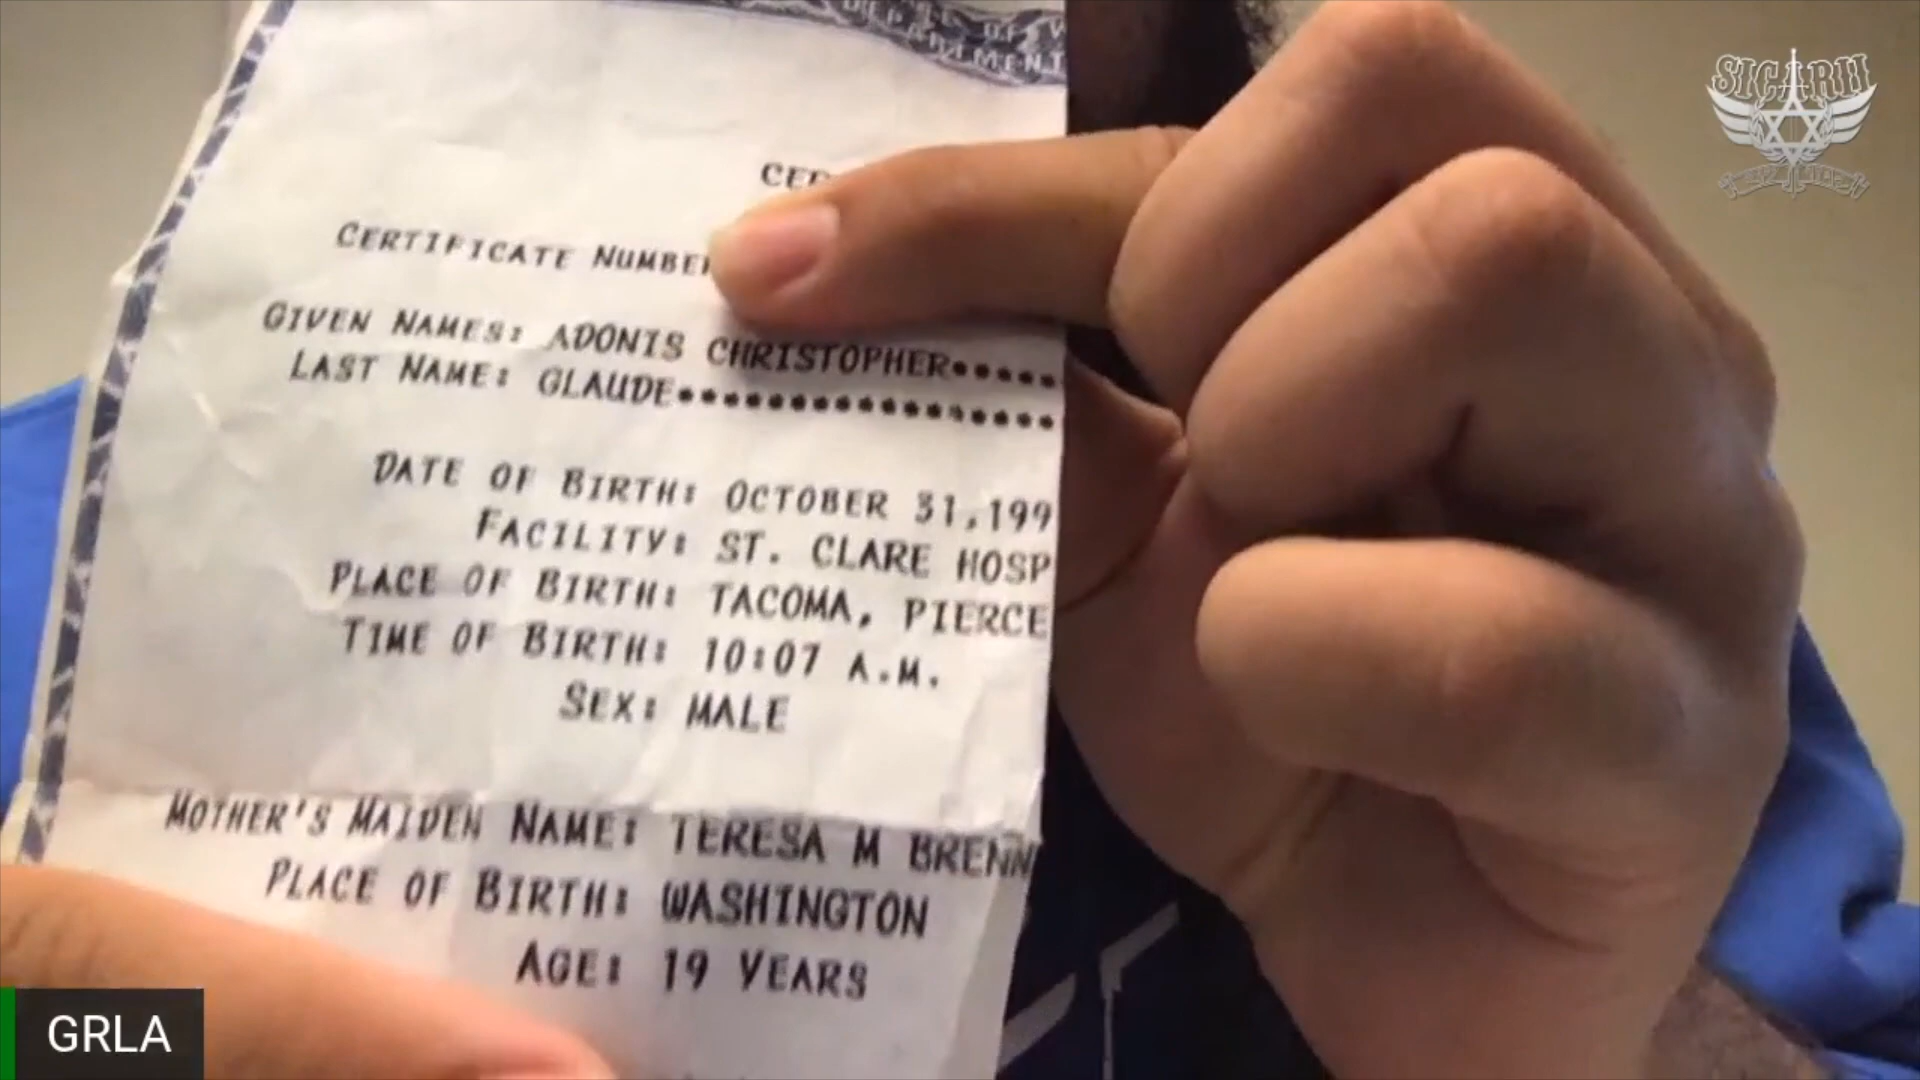 DEPARTMENT
SICARII
CERTIFICATE NUMBER
GIVEN NAMES: ADONIS CHRISTOPHER
LAST NAME: GLAUDE
DATE OF BIRTH: OCTOBER 31, 199
FACILITY: ST. CLARE HOSP
PLACE OF BIRTH: TACOMA, PIERCE
TIME OF BIRTH: 10:07 A.M.
SEX: MALE
MOTHER'S MAIDEN NAME: TERESA M BRENN
PLACE OF BIRTH: WASHINGTON
AGE: 19 YEARS
GRLA